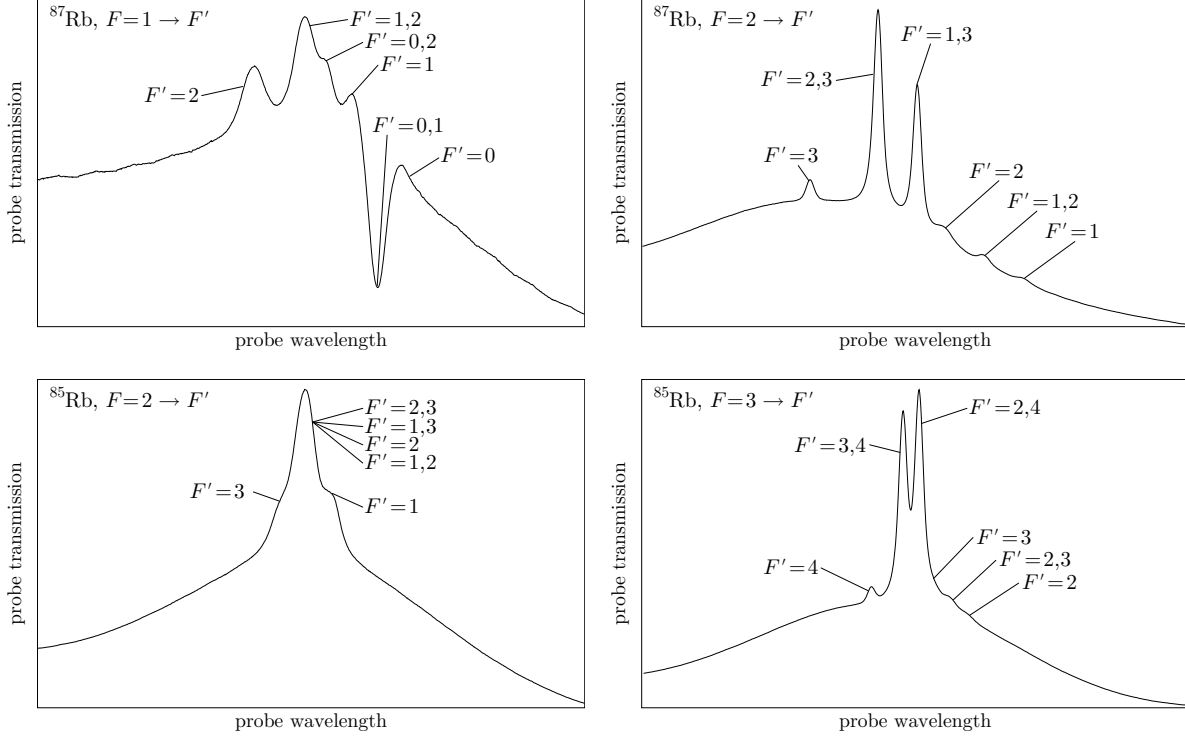 ⁸⁷Rb, F=1 → F′
F′=1,2
F′=0,2
F′=1
F′=2
F′=0,1
F′=0
probe transmission
probe wavelength
⁸⁷Rb, F=2 → F′
F′=1,3
F′=2,3
F′=3
F′=2
F′=1,2
F′=1
probe transmission
probe wavelength
⁸⁵Rb, F=2 → F′
F′=2,3
F′=1,3
F′=2
F′=1,2
F′=3
F′=1
probe transmission
probe wavelength
⁸⁵Rb, F=3 → F′
F′=2,4
F′=3,4
F′=3
F′=2,3
F′=4
F′=2
probe transmission
probe wavelength